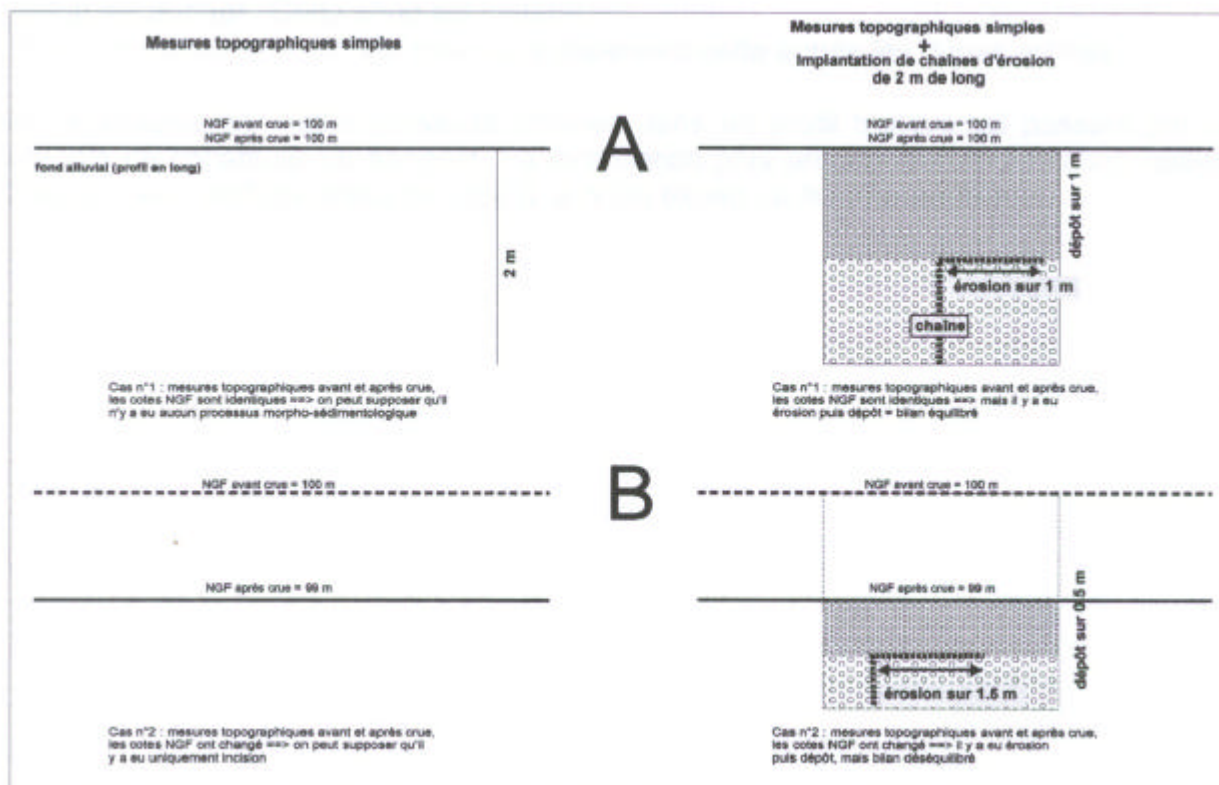 Mesures topographiques simples
Mesures topographiques simples
+
Implantation de chaînes d'érosion
de 2 m de long
A
NGF avant crue = 100 m
NGF après crue = 100 m
fond alluvial (profil en long)
2 m
Cas n°1 : mesures topographiques avant et après crue,
les cotes NGF sont identiques ==> on peut supposer qu'il
n'y a eu aucun processus morpho-sédimentologique
NGF avant crue = 100 m
NGF après crue = 100 m
dépôt sur 1 m
érosion sur 1 m
chaîne
Cas n°1 : mesures topographiques avant et après crue,
les cotes NGF sont identiques ==> mais il y a eu
érosion puis dépôt = bilan équilibré
B
NGF avant crue = 100 m
NGF après crue = 99 m
Cas n°2 : mesures topographiques avant et après crue,
les cotes NGF ont changé ==> on peut supposer qu'il
y a eu uniquement incision
NGF avant crue = 100 m
NGF après crue = 99 m
dépôt sur 0.5 m
érosion sur 1.5 m
Cas n°2 : mesures topographiques avant et après crue,
les cotes NGF ont changé ==> il y a eu érosion
puis dépôt, mais bilan déséquilibré